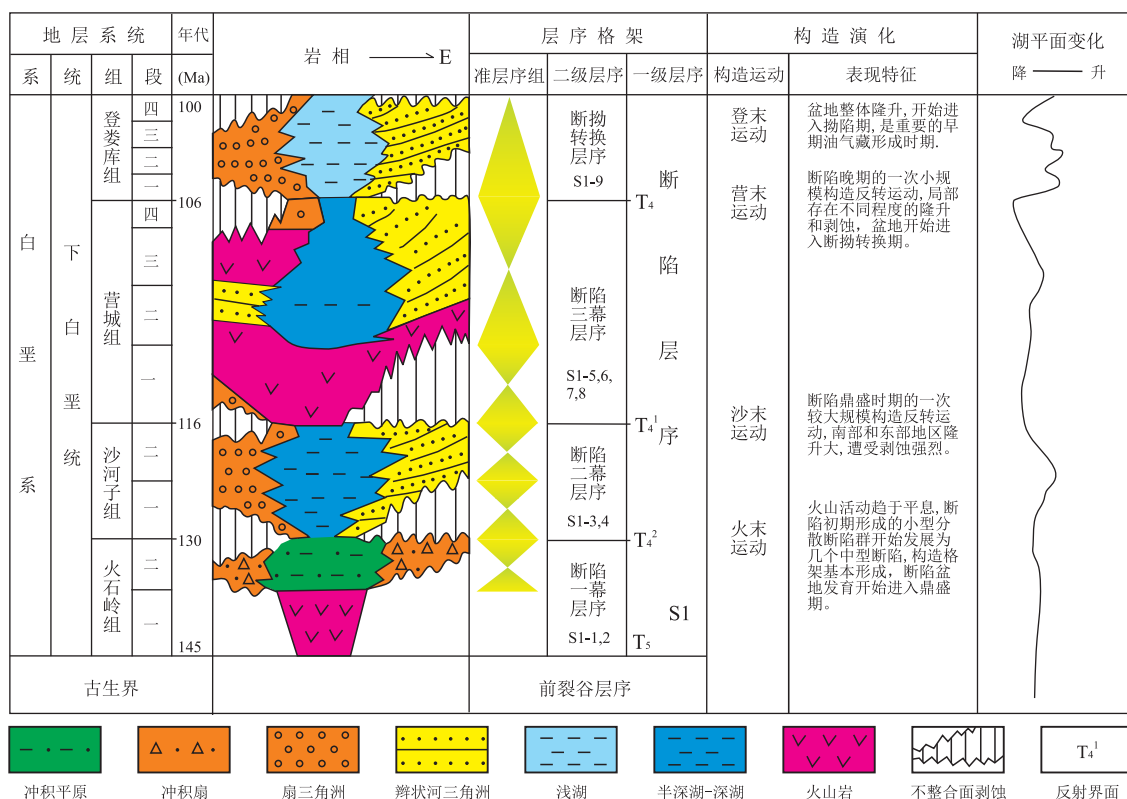 地层系统
年代
(Ma)
岩相
E
层序格架
构造演化
湖平面变化
降
升
系
统
组
段
准层序组
二级层序
一级层序
构造运动
表现特征
白垩系
下白垩统
登娄库组
四
三
二
一
营城组
四
三
二
一
沙河子组
二
一
火石岭组
二
一
100
106
116
130
145
断拗
转换
层序
S1-9
断陷
三幕
层序
S1-5,6,
7,8
断陷
二幕
层序
S1-3,4
断陷
一幕
层序
S1-1,2
断陷层序
S1
T4
T4¹
T4²
T5
登末
运动
盆地整体隆升,开始进
入拗陷期,是重要的早
期油气藏形成时期.
营末
运动
断陷晚期的一次小规
模构造反转运动,局部
存在不同程度的隆升
和剥蚀，盆地开始进
入断拗转换期。
沙末
运动
断陷鼎盛时期的一次
较大规模构造反转运
动,南部和东部地区隆
升大,遭受剥蚀强烈。
火末
运动
火山活动趋于平息,断
陷初期形成的小型分
散断陷群开始发展为
几个中型断陷,构造格
架基本形成，断陷盆
地发育开始进入鼎盛
期。
古生界
前裂谷层序
T4¹
冲积平原
冲积扇
扇三角洲
辫状河三角洲
浅湖
半深湖-深湖
火山岩
不整合面剥蚀
反射界面